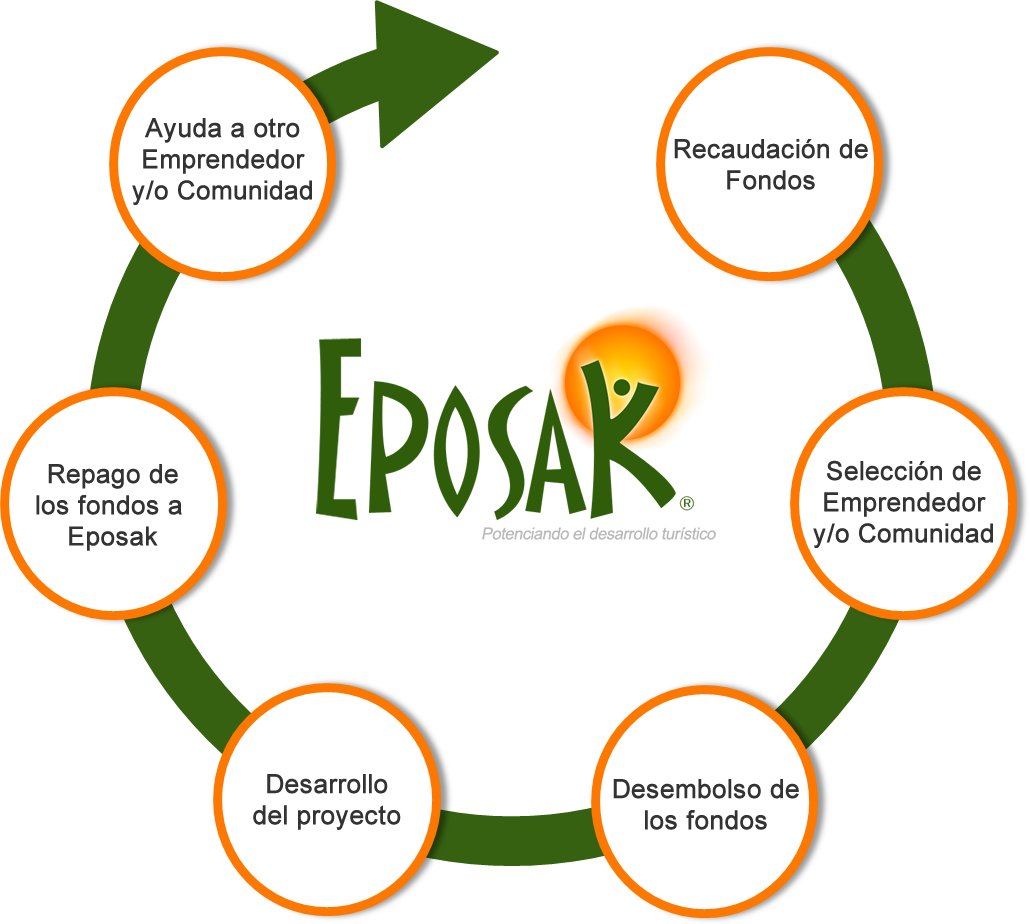 Recaudación de
Fondos
Selección de
Emprendedor
y/o Comunidad
Desembolso de
los fondos
Desarrollo
del proyecto
Repago de
los fondos a
Eposak
Ayuda a otro
Emprendedor
y/o Comunidad
EPOSAK®
Potenciando el desarrollo turístico